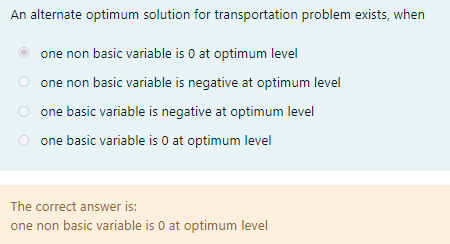 An alternate optimum solution for transportation problem exists, when
one non basic variable is 0 at optimum level
one non basic variable is negative at optimum level
one basic variable is negative at optimum level
one basic variable is 0 at optimum level
The correct answer is:
one non basic variable is 0 at optimum level